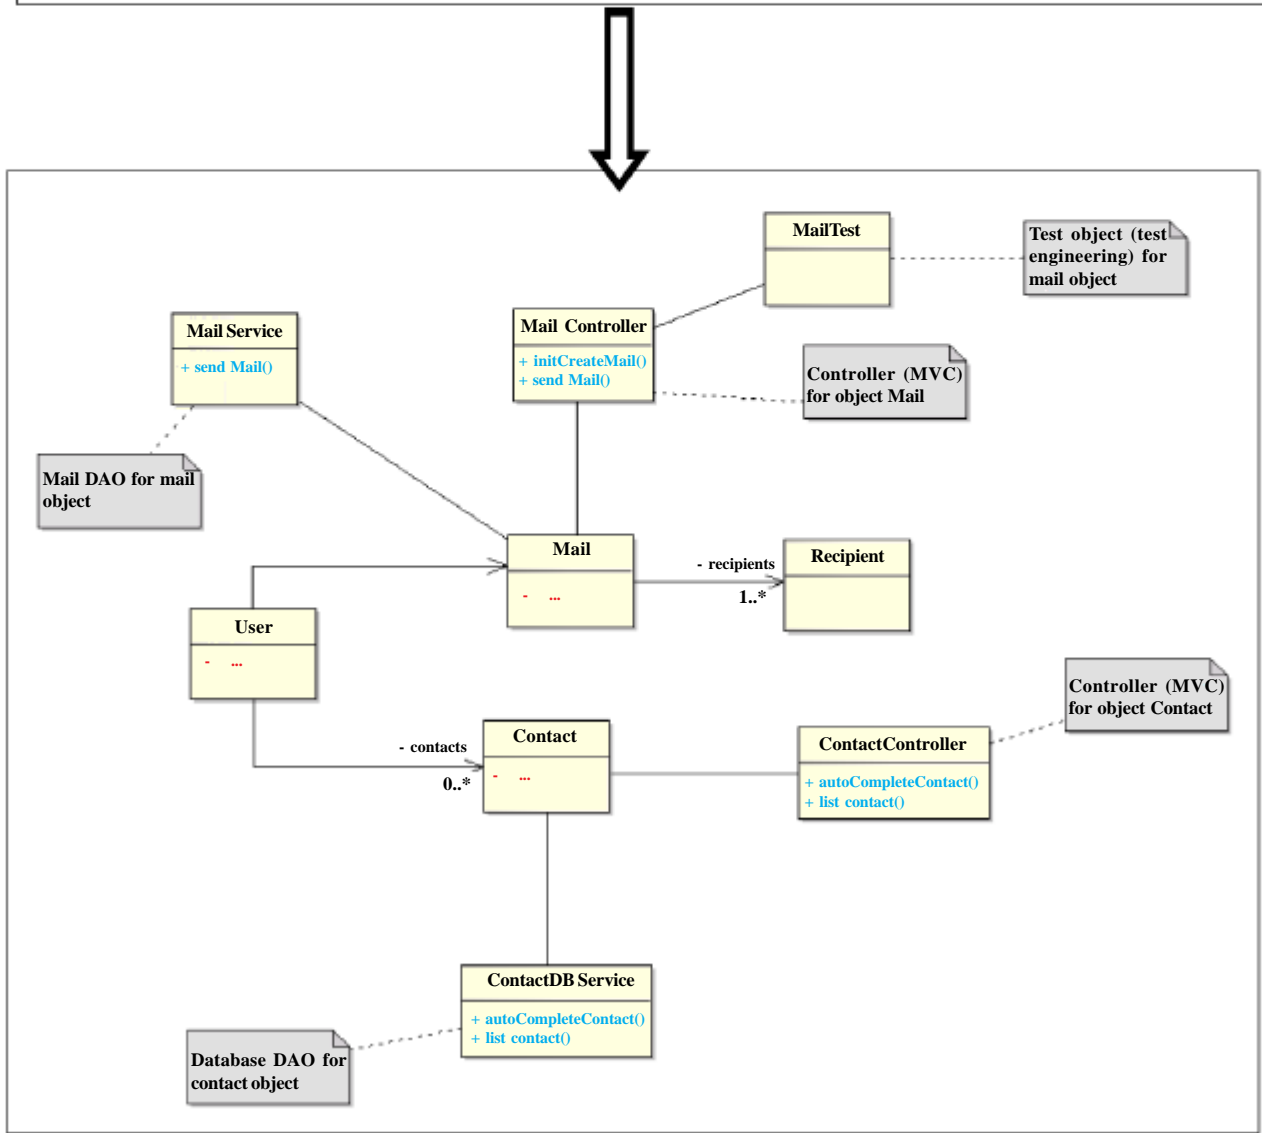 MailTest
Test object (test
engineering) for
mail object
Mail Service
+ send Mail()
Mail Controller
+ initCreateMail()
+ send Mail()
Controller (MVC)
for object Mail
Mail DAO for mail
object
Mail
- ...
- recipients
1..*
Recipient
User
- ...
Controller (MVC)
for object Contact
- contacts
0..*
Contact
- ...
ContactController
+ autoCompleteContact()
+ list contact()
ContactDB Service
+ autoCompleteContact()
+ list contact()
Database DAO for
contact object